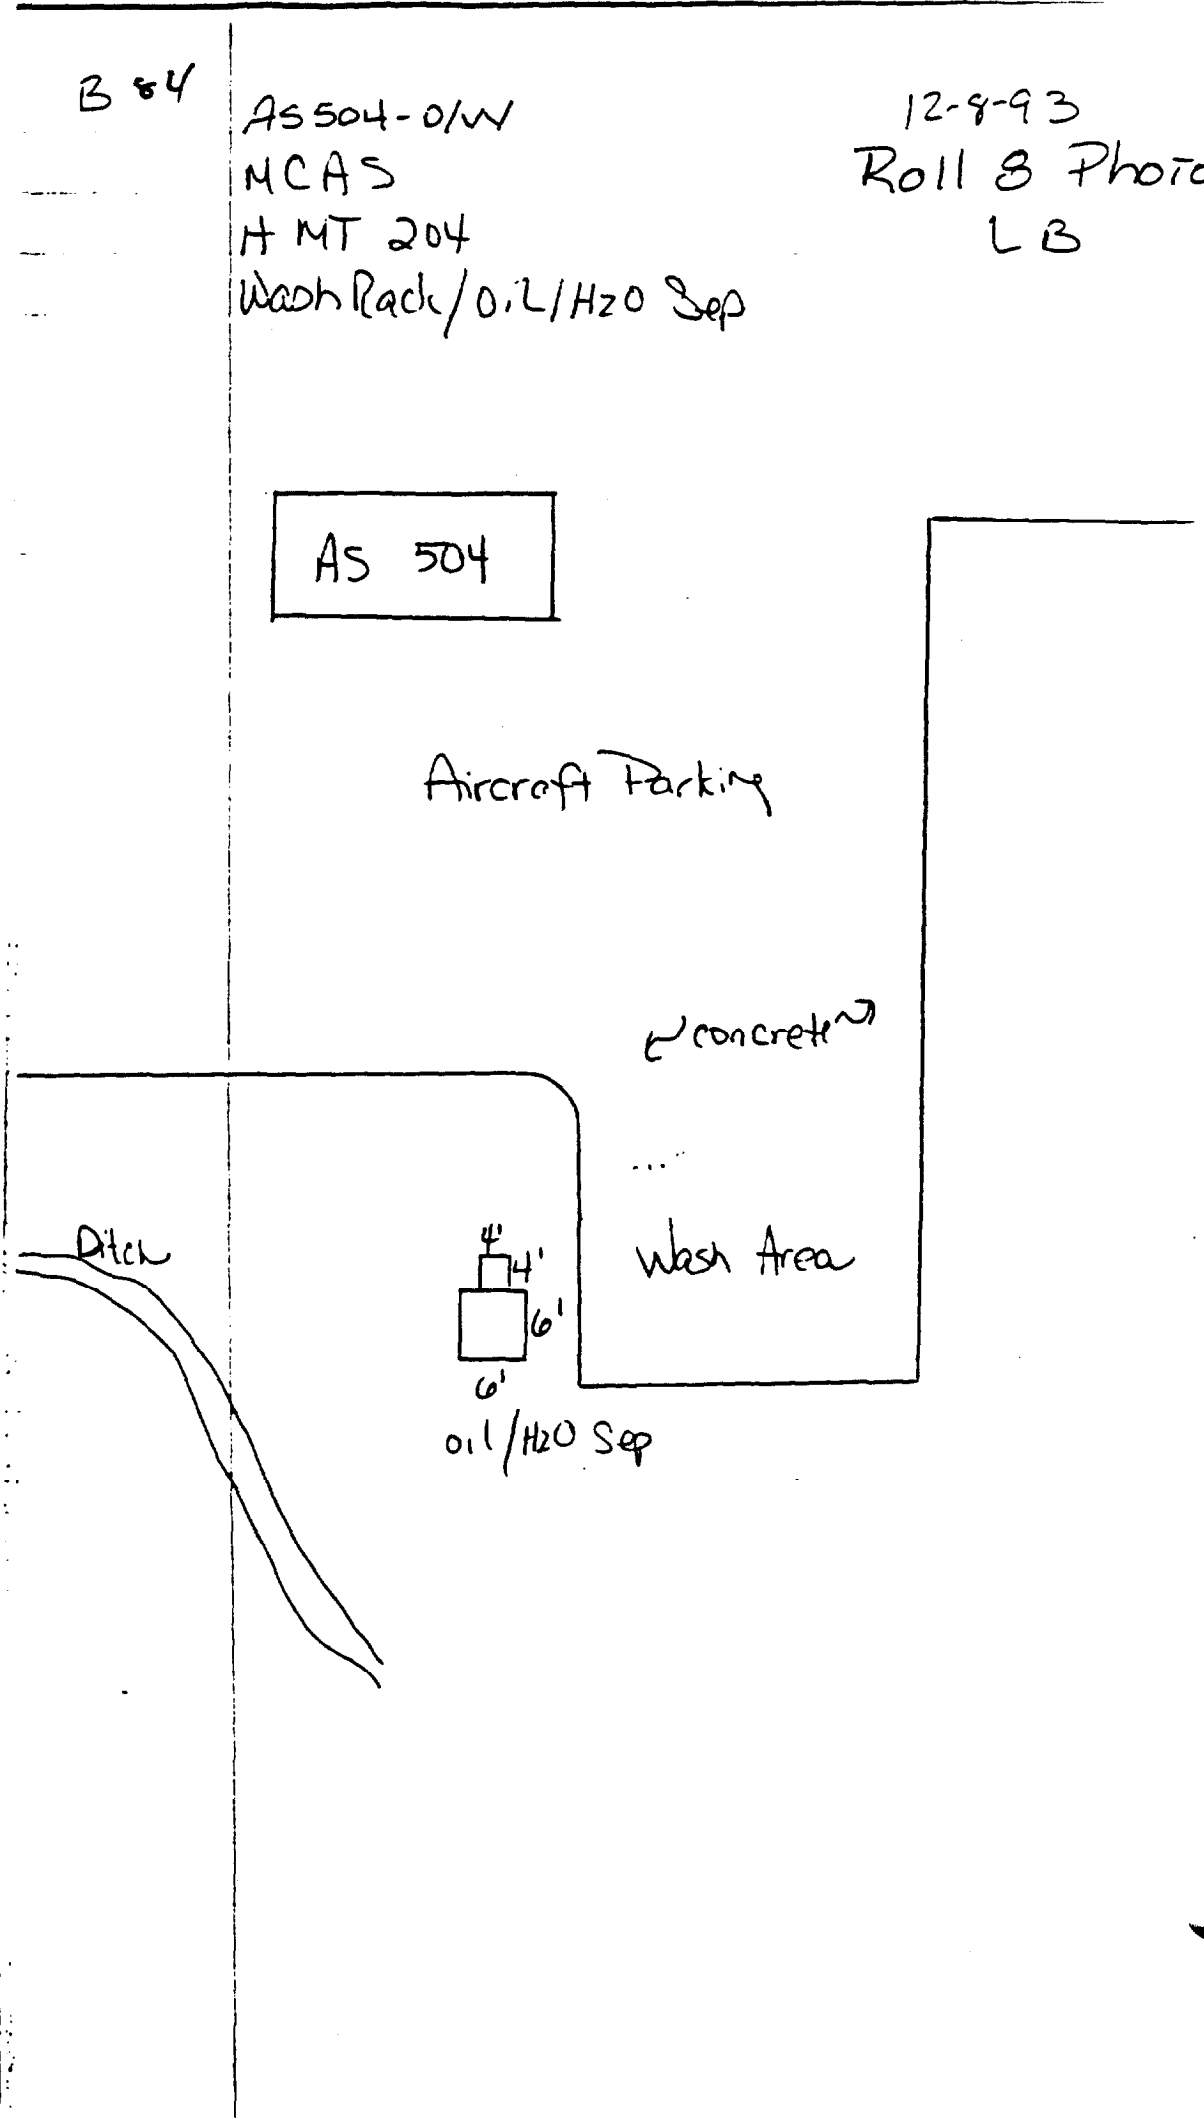 B 84
AS504-O/W
MCAS
HMT 204
Wash Rack/Oil/H2O Sep
12-8-93
Roll 8 Photo
LB
AS 504
Aircraft Parking
concrete
Ditch
4'
4'
6'
6'
Wash Area
oil/H2O Sep